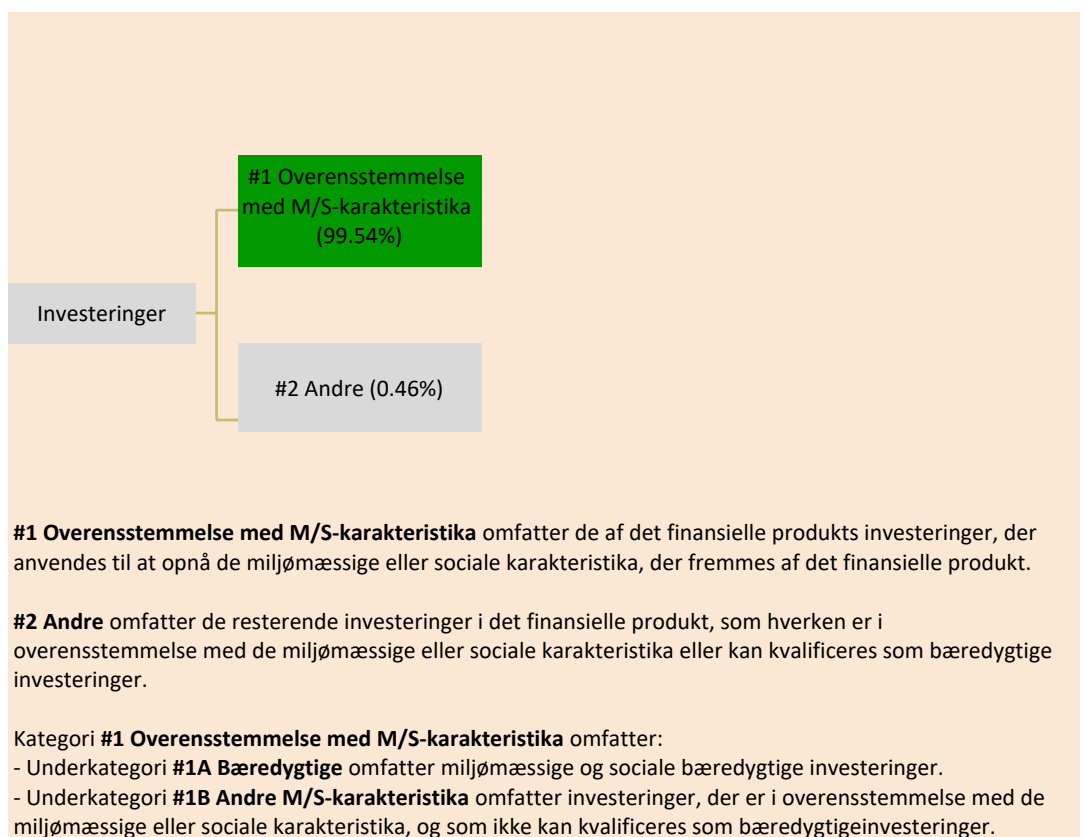 #1 Overensstemmelse
med M/S-karakteristika
(99.54%)
Investeringer
#2 Andre (0.46%)
#1 Overensstemmelse med M/S-karakteristika omfatter de af det finansielle produkts investeringer, der
anvendes til at opnå de miljømæssige eller sociale karakteristika, der fremmes af det finansielle produkt.
#2 Andre omfatter de resterende investeringer i det finansielle produkt, som hverken er i
overensstemmelse med de miljømæssige eller sociale karakteristika eller kan kvalificeres som bæredygtige
investeringer.
Kategori #1 Overensstemmelse med M/S-karakteristika omfatter:
- Underkategori #1A Bæredygtige omfatter miljømæssige og sociale bæredygtige investeringer.
- Underkategori #1B Andre M/S-karakteristika omfatter investeringer, der er i overensstemmelse med de
miljømæssige eller sociale karakteristika, og som ikke kan kvalificeres som bæredygtigeinvesteringer.